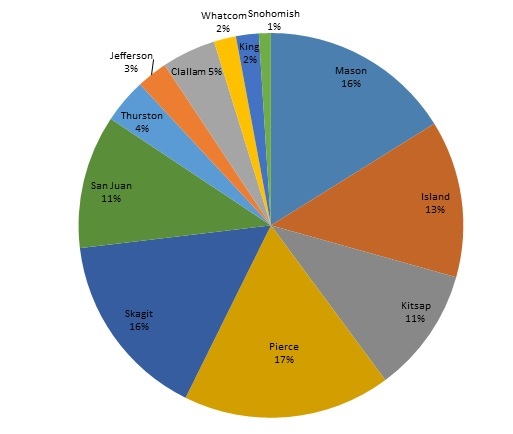 Snohomish
1%
Whatcom
2%
King
2%
Jefferson
3%
Clallam 5%
Mason
16%
Thurston
4%
San Juan
11%
Island
13%
Kitsap
11%
Skagit
16%
Pierce
17%